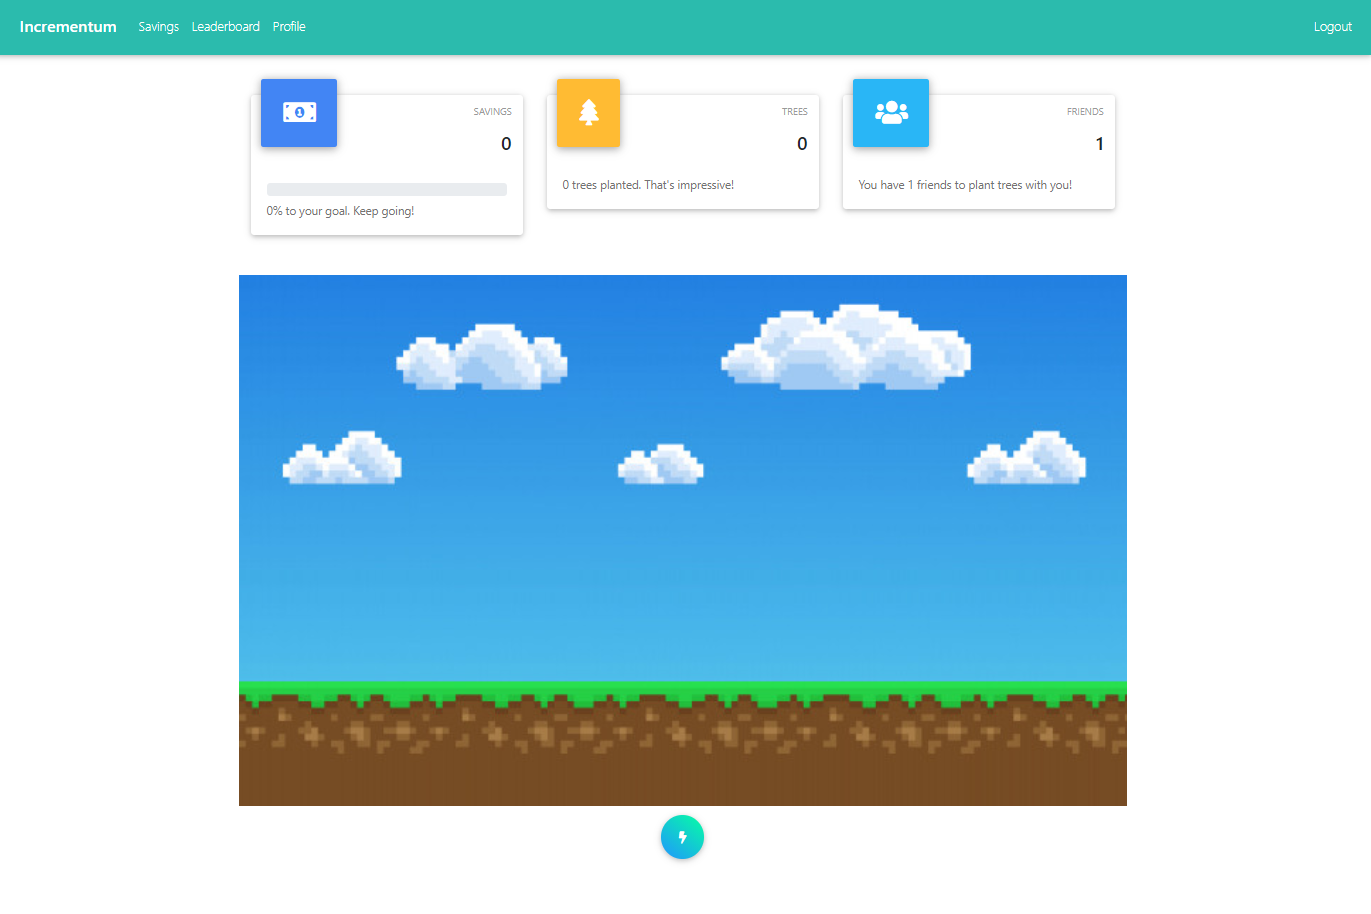 Incrementum Savings Leaderboard Profile Logout
SAVINGS
0
0% to your goal. Keep going!
TREES
0
0 trees planted. That's impressive!
FRIENDS
1
You have 1 friends to plant trees with you!